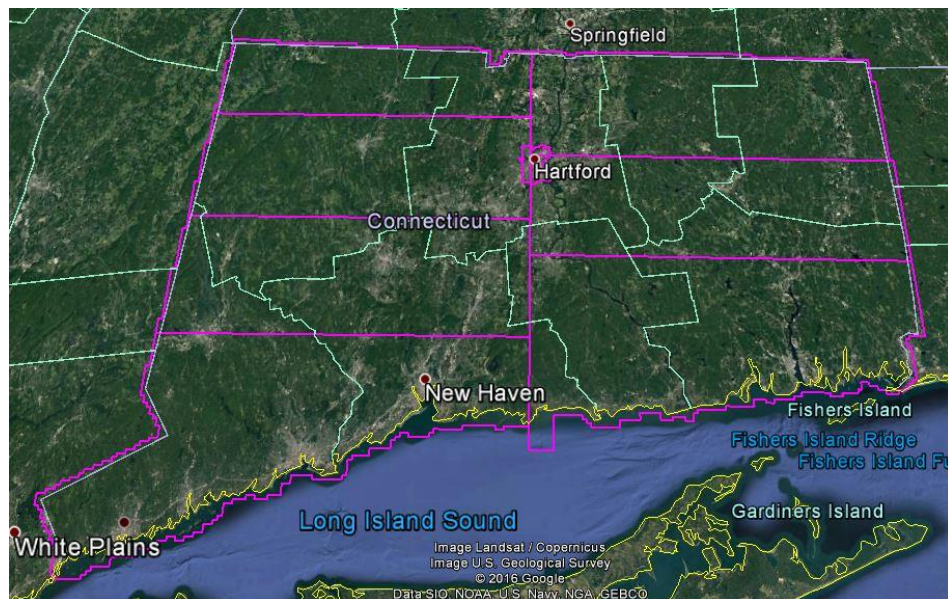 Springfield
Hartford
Connecticut
New Haven
Fishers Island
Fishers Island Ridge
Fishers Island Fu
Gardiners Island
Long Island Sound
White Plains
Image Landsat / Copernicus
Image U.S. Geological Survey
© 2016 Google
Data SIO, NOAA, U.S. Navy, NGA, GEBCO